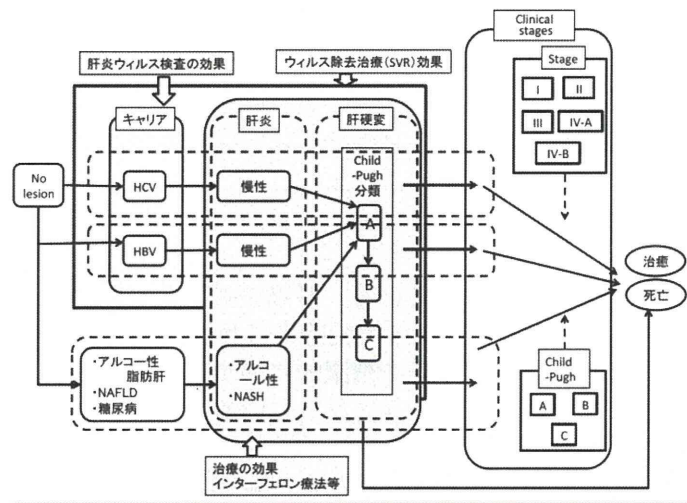 Clinical
stages
肝炎ウィルス検査の効果
ウィルス除去治療(SVR)効果
Stage
I
II
III
IV-A
IV-B
キャリア
肝炎
肝硬変
No
lesion
HCV
慢性
Child
-Pugh
分類
A
HBV
慢性
B
C
治癒
死亡
・アルコー性
脂肪肝
・NAFLD
・糖尿病
・アルコ
ール性
・NASH
Child
-Pugh
A
B
C
治療の効果
インターフェロン療法等